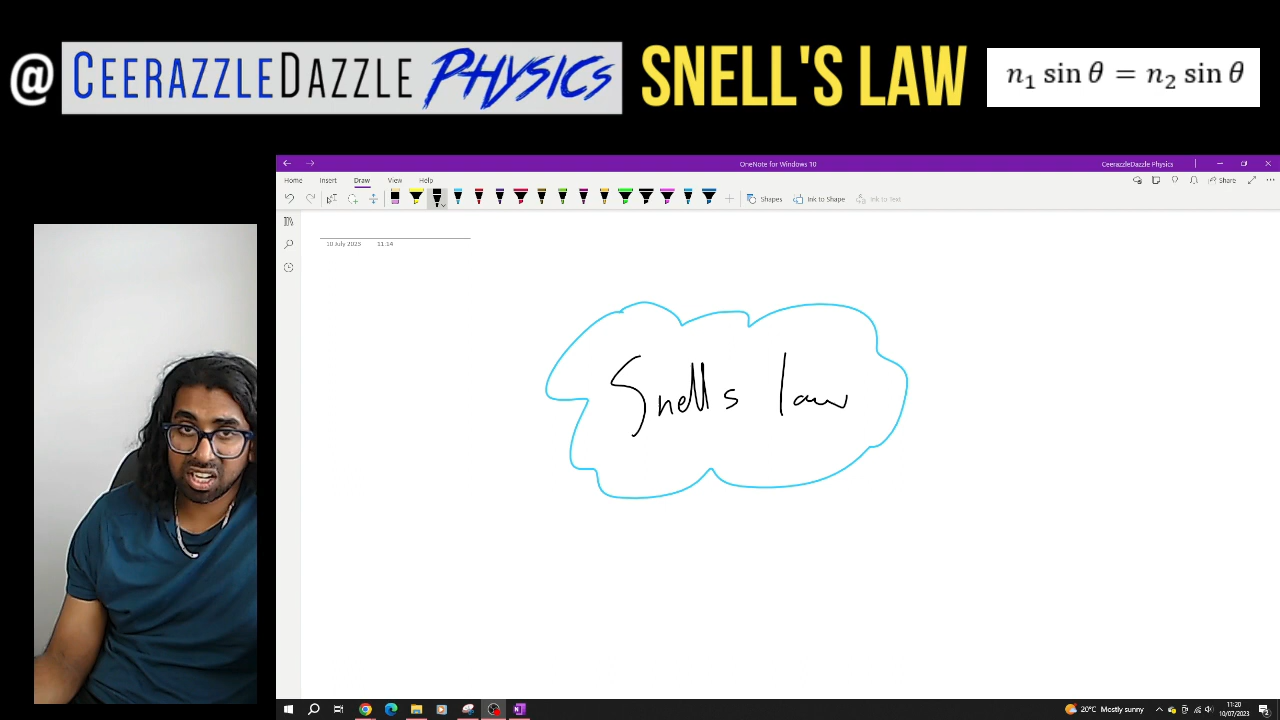 @ CEERAZZLEDAZZLE PHYSICS SNELL'S LAW n₁ sin θ = n₂ sin θ
OneNote for Windows 10 CeerazzleDazzle Physics
Home Insert Draw View Help Share
Shapes Ink to Shape Ink to Text
10 July 2023 11:14
Snells law
20°C Mostly sunny 11:20
10/07/2023